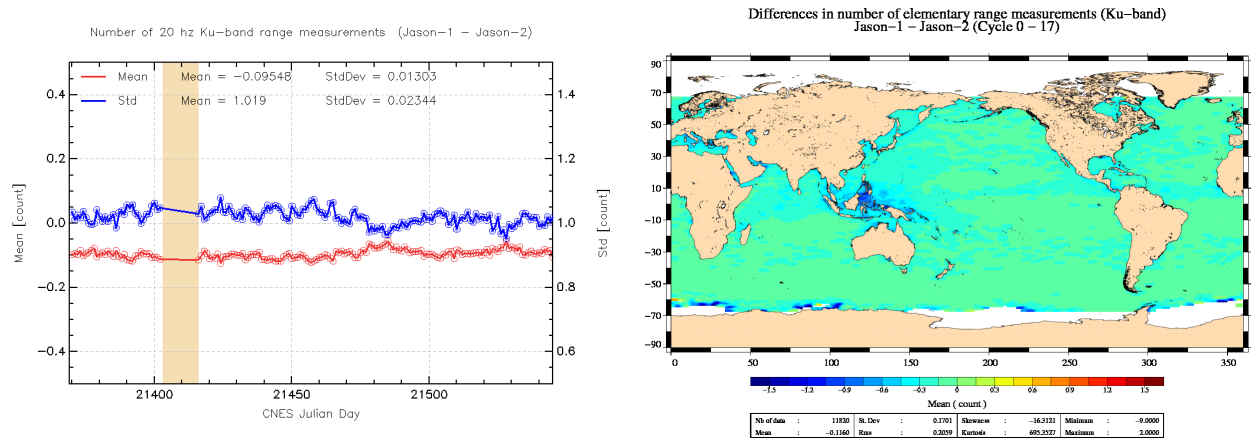 Number of 20 hz Ku-band range measurements (Jason-1 - Jason-2)
Mean Mean = -0.09548 StdDev = 0.01303
Std Mean = 1.019 StdDev = 0.02344
0.4 1.4
0.2 1.2
0.0 1.0
-0.2 0.8
-0.4 0.6
Mean [count]
Std [count]
21400 21450 21500
CNES Julian Day
Differences in number of elementary range measurements (Ku-band)
Jason-1 - Jason-2 (Cycle 0 - 17)
90
70
50
30
10
-10
-30
-50
-70
-90
0 50 100 150 200 250 300 350
-1.5 -1.2 -0.9 -0.6 -0.3 0 0.3 0.6 0.9 1.2 1.5
Mean ( count )
Nb of data : 11820 St. Dev : 0.1701 Skewness : -16.3121 Minimum : -9.0000
Mean : -0.1160 Rms : 0.2059 Kurtosis : 695.3527 Maximum : 2.0000